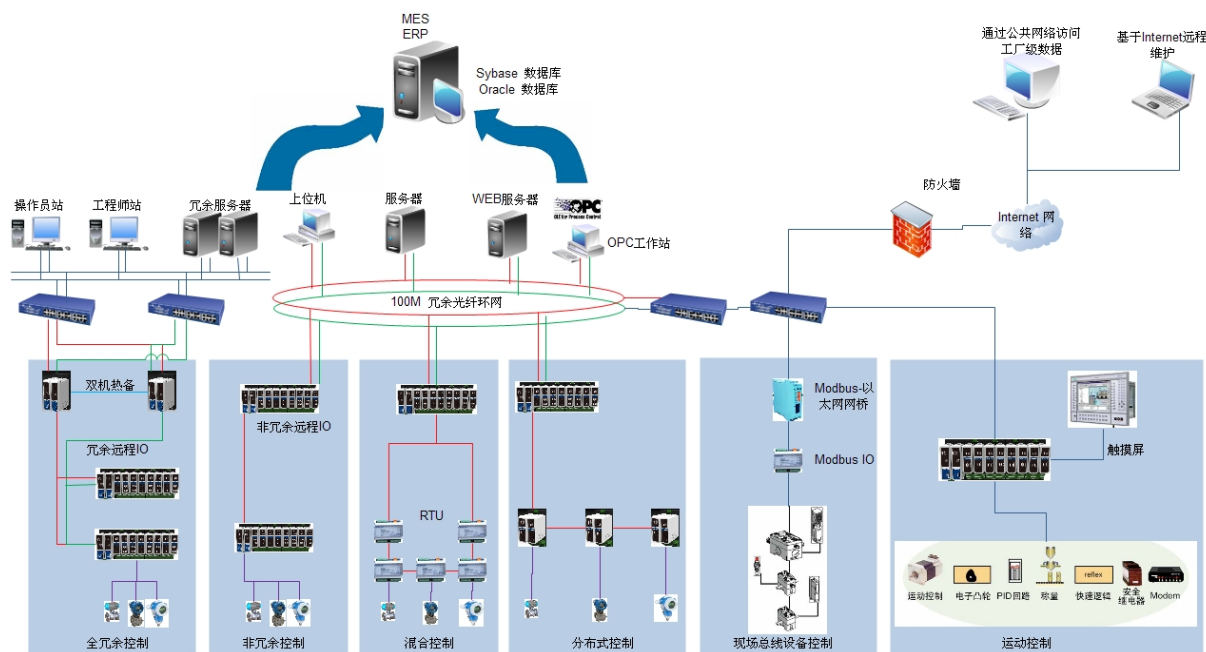 MES
ERP
Sybase 数据库
Oracle 数据库
通过公共网络访问
工厂级数据
基于Internet远程
维护
防火墙
Internet 网
络
操作员站
工程师站
冗余服务器
上位机
服务器
WEB服务器
OPC
OLE for Process Control
OPC工作站
100M 冗余光纤环网
双机热备
冗余远程IO
全冗余控制
非冗余远程IO
非冗余控制
RTU
混合控制
分布式控制
Modbus-以
太网网桥
Modbus IO
现场总线设备控制
触摸屏
运动控制
电子凸轮
PID回路
称量
reflex
快速逻辑
安全
继电器
Modem
运动控制